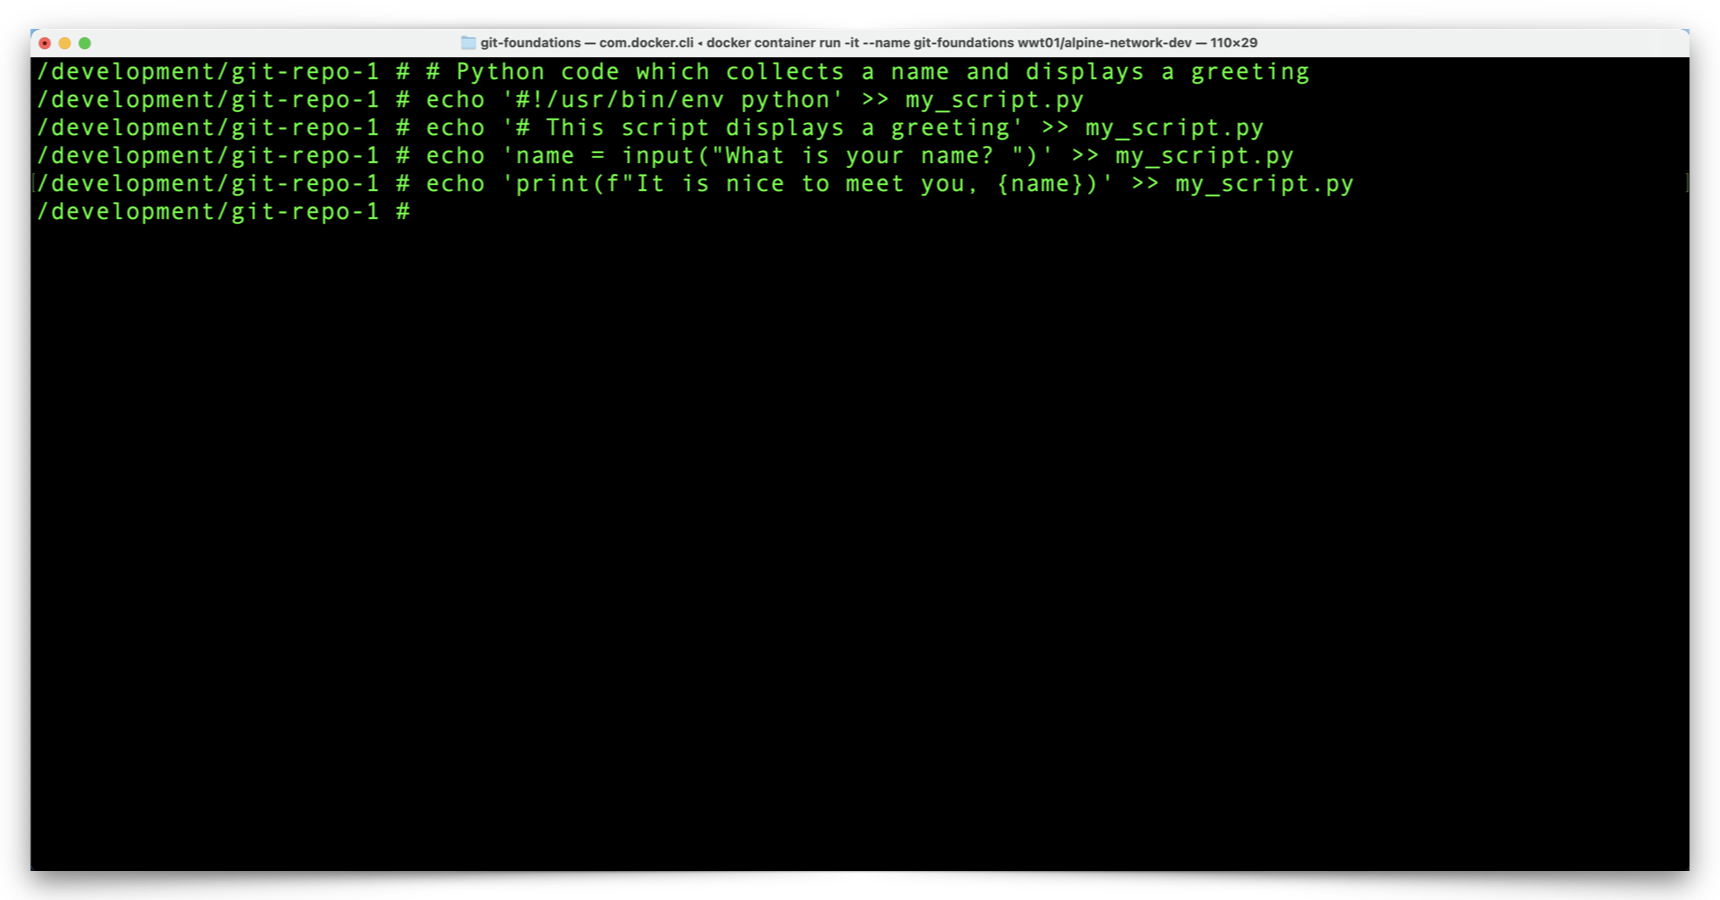 git-foundations — com.docker.cli ◂ docker container run -it --name git-foundations wwt01/alpine-network-dev — 110×29
/development/git-repo-1 # # Python code which collects a name and displays a greeting
/development/git-repo-1 # echo '#!/usr/bin/env python' >> my_script.py
/development/git-repo-1 # echo '# This script displays a greeting' >> my_script.py
/development/git-repo-1 # echo 'name = input("What is your name? ")' >> my_script.py
/development/git-repo-1 # echo 'print(f"It is nice to meet you, {name})' >> my_script.py
/development/git-repo-1 #